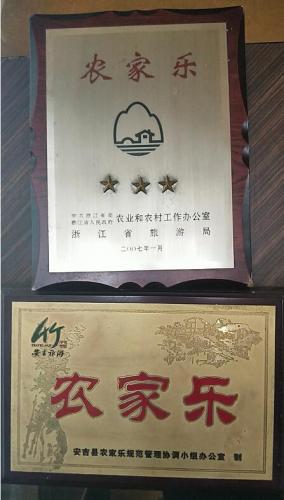 农家乐
中共浙江省委
浙江省人民政府 农业和农村工作办公室
浙江省旅游局
二〇〇七年一月
竹
安吉旅游
农家乐
安吉县农家乐规范管理协调小组办公室 制